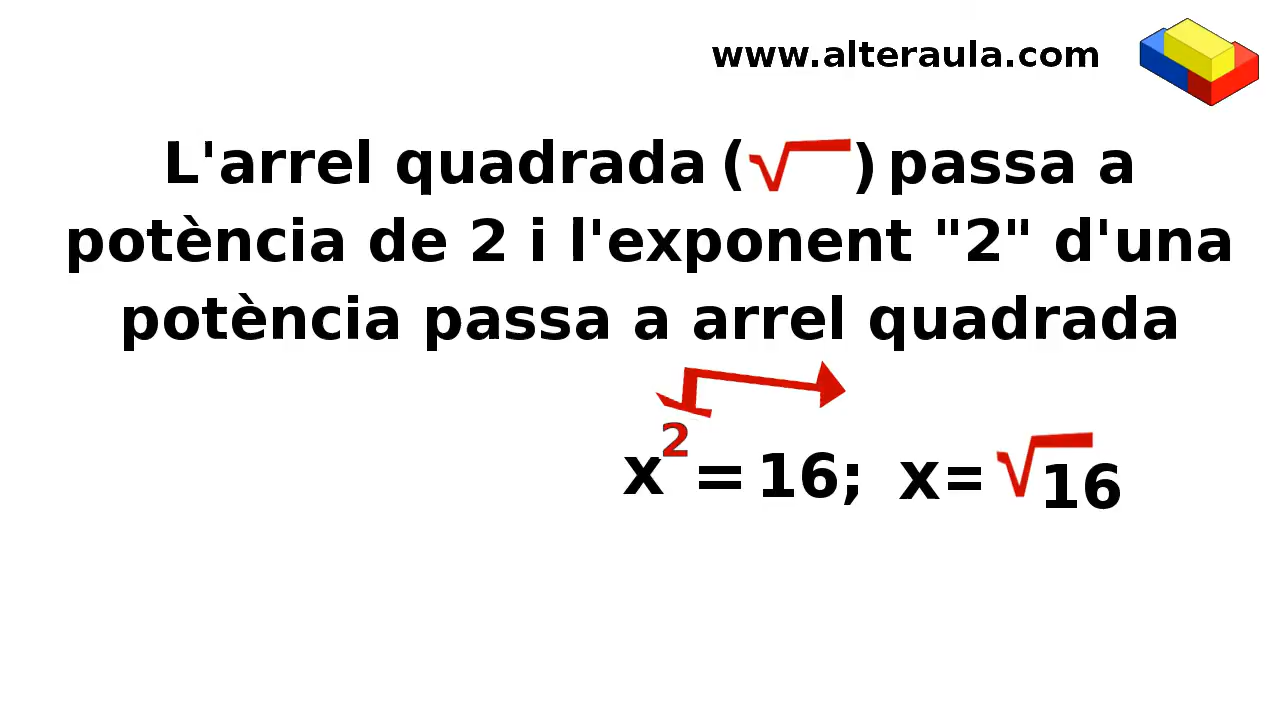 www.alteraula.com
L'arrel quadrada (√) passa a
potència de 2 i l'exponent "2" d'una
potència passa a arrel quadrada
x² = 16; x= √16